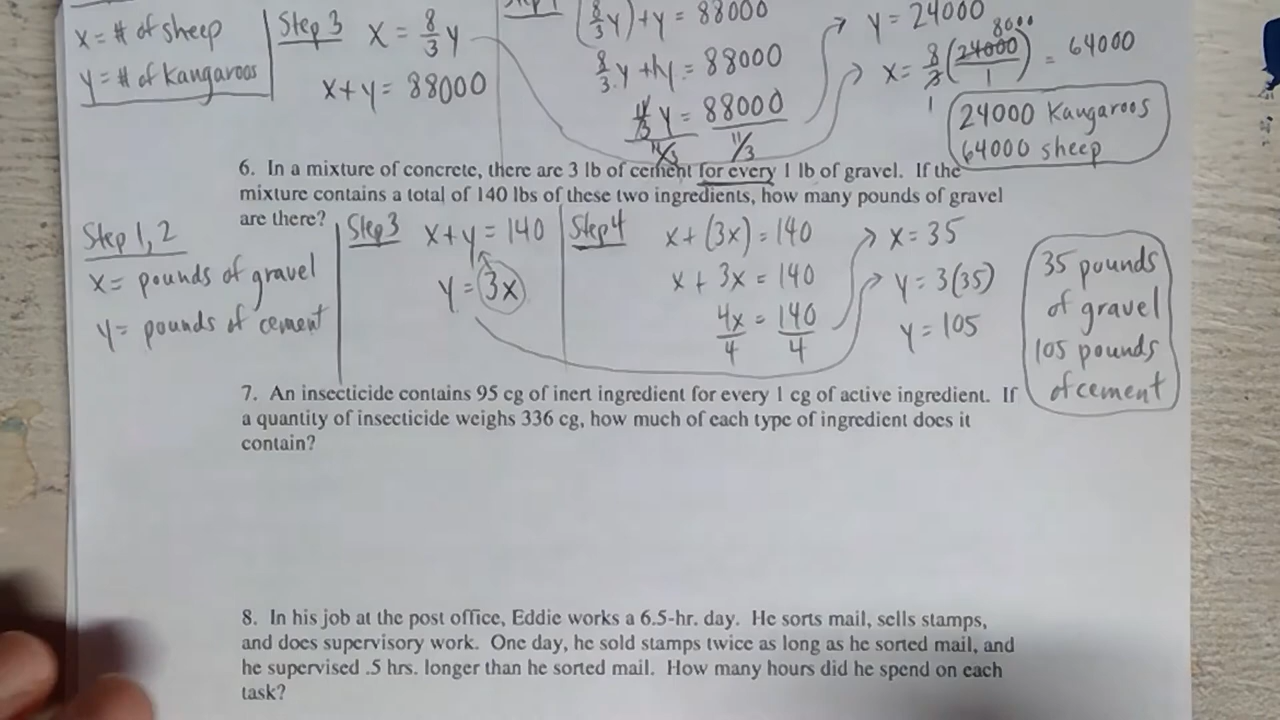 x = # of sheep
y = # of kangaroos
Step 3 x = 8/3 y
x+y = 88000
(8/3 y) + y = 88000
8/3 y + 1y = 88000
11/3 y = 88000
11/3 11/3
y = 24000
8000
x = 8/3 (24000/1) = 64000
1
24000 Kangaroos
64000 sheep
6. In a mixture of concrete, there are 3 lb of cement for every 1 lb of gravel. If the
mixture contains a total of 140 lbs of these two ingredients, how many pounds of gravel
are there?
Step 1, 2
x = pounds of gravel
y = pounds of cement
Step 3 x+y = 140
y = 3x
Step 4 x + (3x) = 140
x + 3x = 140
4x = 140
4 4
x = 35
y = 3(35)
y = 105
35 pounds
of gravel
105 pounds
of cement
7. An insecticide contains 95 cg of inert ingredient for every 1 cg of active ingredient. If
a quantity of insecticide weighs 336 cg, how much of each type of ingredient does it
contain?
8. In his job at the post office, Eddie works a 6.5-hr. day. He sorts mail, sells stamps,
and does supervisory work. One day, he sold stamps twice as long as he sorted mail, and
he supervised .5 hrs. longer than he sorted mail. How many hours did he spend on each
task?